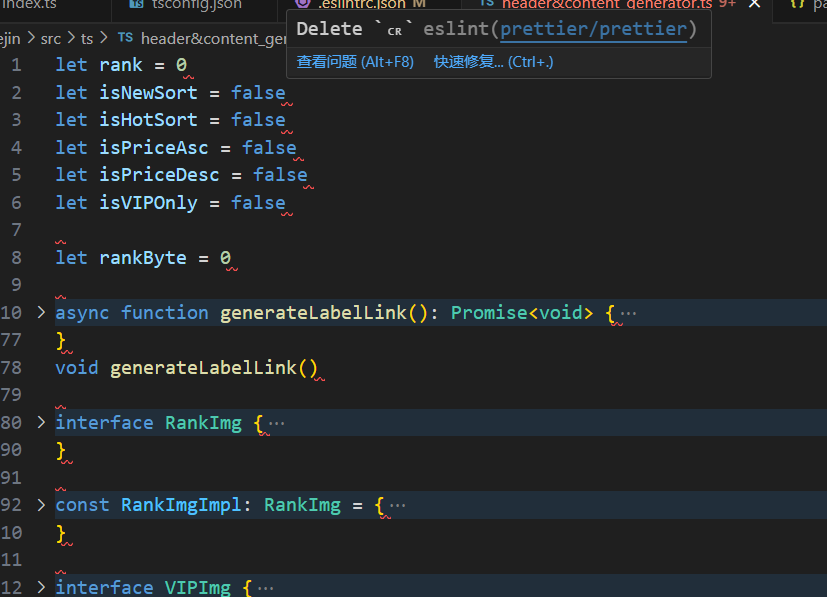 index.ts tsconfig.json .eslintrc.json M TS header&content_generator.ts 9+
ejin > src > ts > TS header&content_gen
Delete `CR` eslint(prettier/prettier)
查看问题 (Alt+F8) 快速修复... (Ctrl+.)
1 let rank = 0
2 let isNewSort = false
3 let isHotSort = false
4 let isPriceAsc = false
5 let isPriceDesc = false
6 let isVIPOnly = false
7
8 let rankByte = 0
9
10 > async function generateLabelLink(): Promise<void> { ···
77 }
78 void generateLabelLink()
79
80 > interface RankImg { ···
90 }
91
92 > const RankImgImpl: RankImg = { ···
10 }
11
12 > interface VIPImg { ···